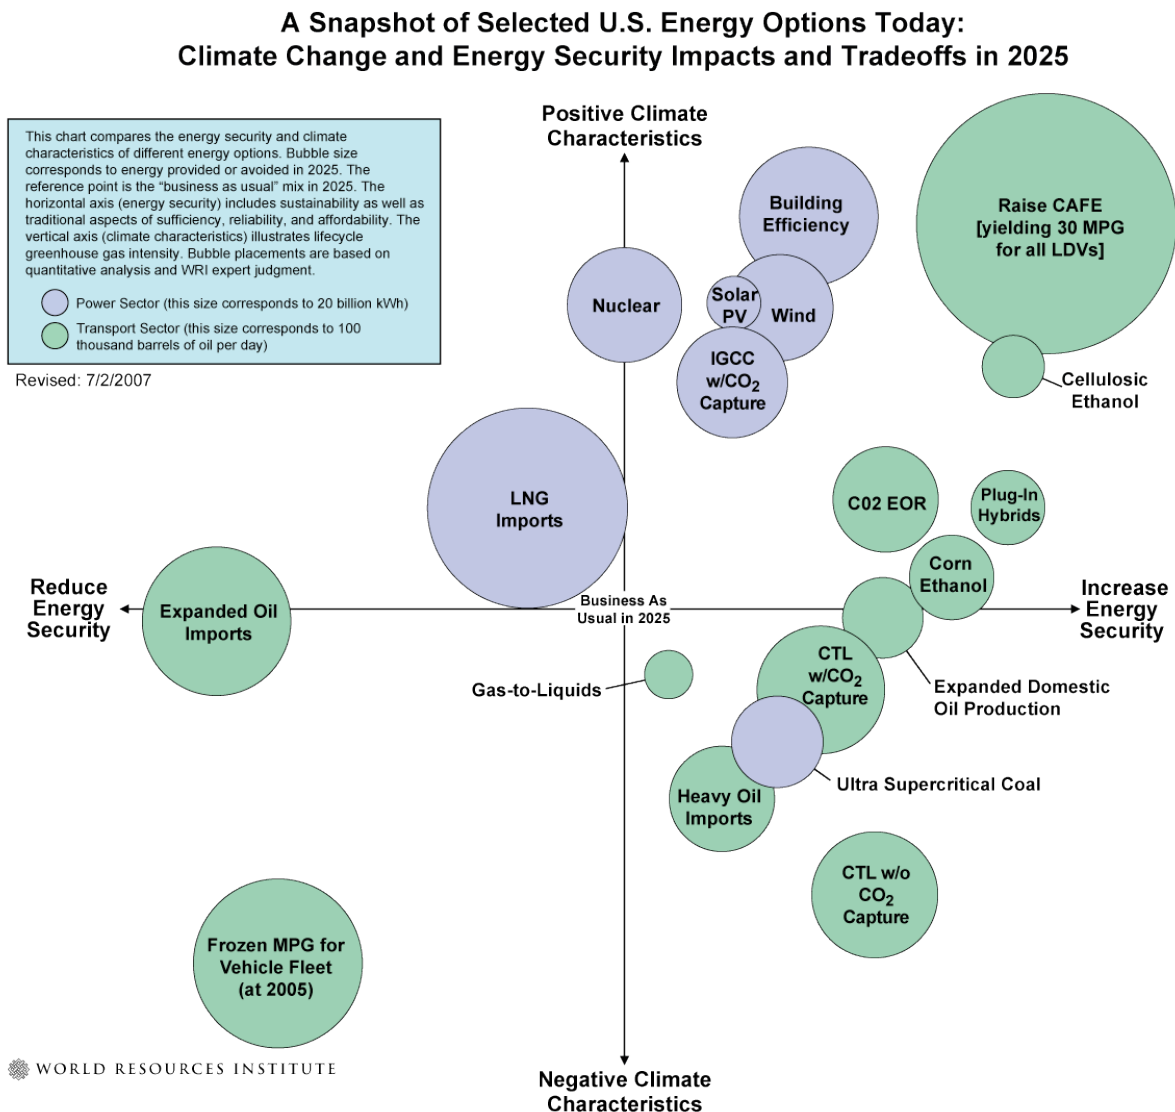 A Snapshot of Selected U.S. Energy Options Today:
Climate Change and Energy Security Impacts and Tradeoffs in 2025
This chart compares the energy security and climate
characteristics of different energy options. Bubble size
corresponds to energy provided or avoided in 2025. The
reference point is the “business as usual” mix in 2025. The
horizontal axis (energy security) includes sustainability as well as
traditional aspects of sufficiency, reliability, and affordability. The
vertical axis (climate characteristics) illustrates lifecycle
greenhouse gas intensity. Bubble placements are based on
quantitative analysis and WRI expert judgment.
Power Sector (this size corresponds to 20 billion kWh)
Transport Sector (this size corresponds to 100
thousand barrels of oil per day)
Revised: 7/2/2007
Positive Climate
Characteristics
Building
Efficiency
Raise CAFE
[yielding 30 MPG
for all LDVs]
Nuclear
Solar
PV
Wind
IGCC
w/CO₂
Capture
Cellulosic
Ethanol
LNG
Imports
C02 EOR
Plug-In
Hybrids
Corn
Ethanol
Reduce
Energy
Security
Expanded Oil
Imports
Business As
Usual in 2025
Increase
Energy
Security
Gas-to-Liquids
CTL
w/CO₂
Capture
Expanded Domestic
Oil Production
Ultra Supercritical Coal
Heavy Oil
Imports
CTL w/o
CO₂
Capture
Frozen MPG for
Vehicle Fleet
(at 2005)
WORLD RESOURCES INSTITUTE
Negative Climate
Characteristics